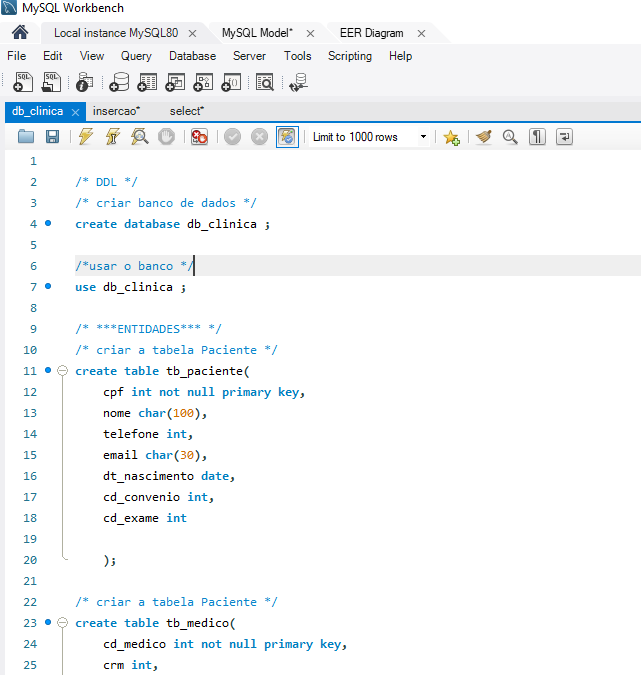 MySQL Workbench
Local instance MySQL80 MySQL Model* EER Diagram
File Edit View Query Database Server Tools Scripting Help
db_clinica insercao* select*
Limit to 1000 rows
1
2 /* DDL */
3 /* criar banco de dados */
4 create database db_clinica ;
5
6 /*usar o banco */
7 use db_clinica ;
8
9 /* ***ENTIDADES*** */
10 /* criar a tabela Paciente */
11 create table tb_paciente(
12 cpf int not null primary key,
13 nome char(100),
14 telefone int,
15 email char(30),
16 dt_nascimento date,
17 cd_convenio int,
18 cd_exame int
19
20 );
21
22 /* criar a tabela Paciente */
23 create table tb_medico(
24 cd_medico int not null primary key,
25 crm int,